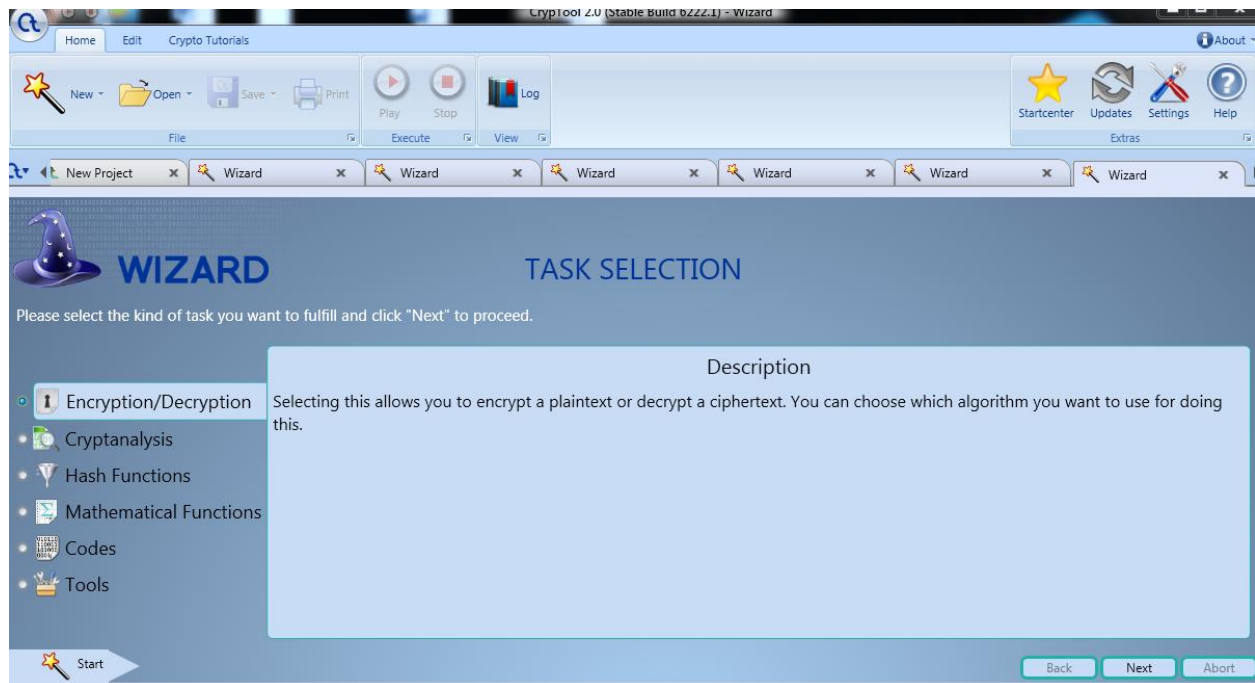 CrypTool 2.0 (Stable Build 6222.1) - Wizard
Home Edit Crypto Tutorials About
New Open Save Print Play Stop Log Startcenter Updates Settings Help
File Execute View Extras
New Project Wizard Wizard Wizard Wizard Wizard Wizard
WIZARD TASK SELECTION
Please select the kind of task you want to fulfill and click "Next" to proceed.
Description
Encryption/Decryption Selecting this allows you to encrypt a plaintext or decrypt a ciphertext. You can choose which algorithm you want to use for doing
this.
Cryptanalysis
Hash Functions
Mathematical Functions
Codes
Tools
Start Back Next Abort